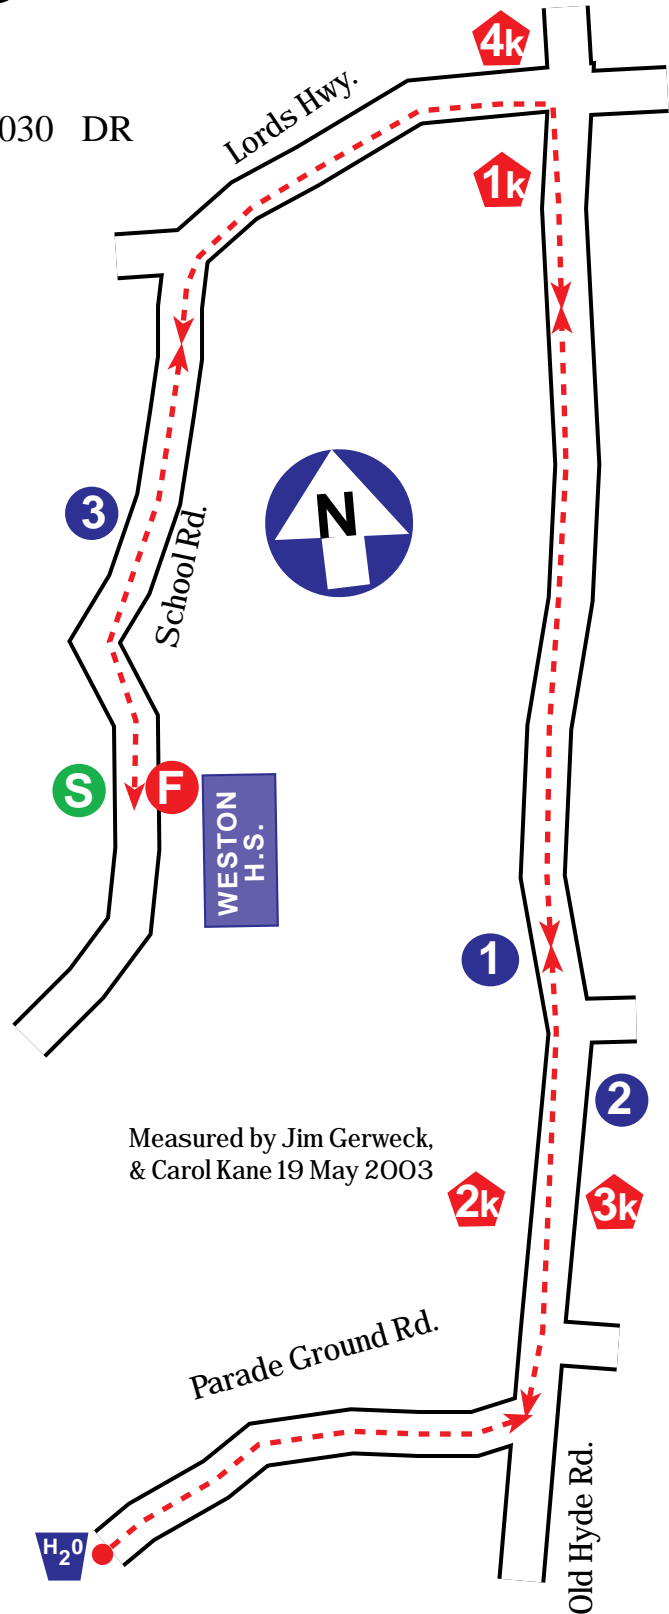 4k
Lords Hwy.
030 DR
1k
N
3
School Rd.
S
F
WESTON
H.S.
1
2
Measured by Jim Gerweck,
& Carol Kane 19 May 2003
2k
3k
Parade Ground Rd.
Old Hyde Rd.
H20